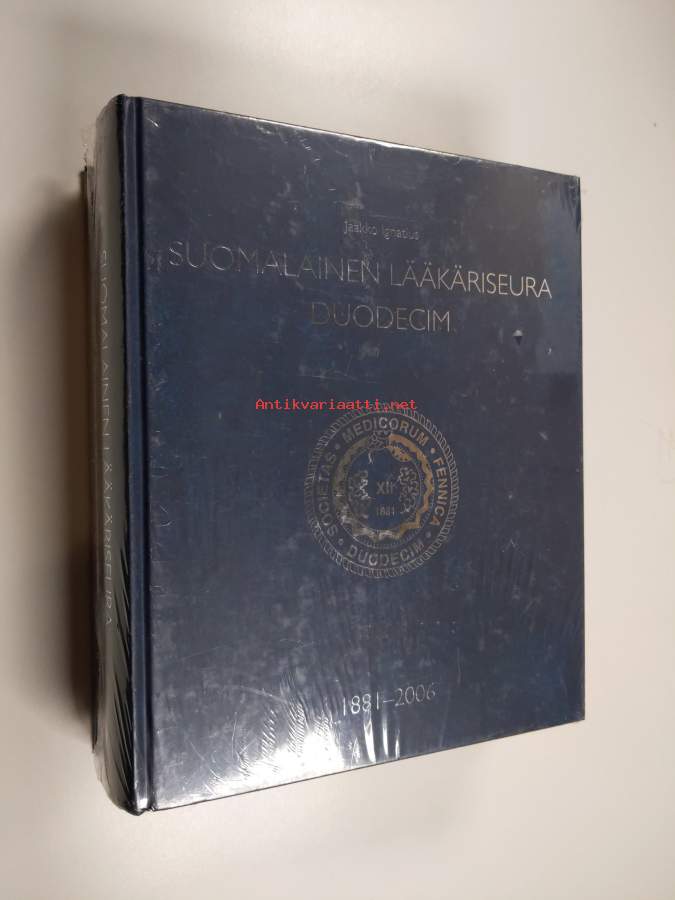 Jaakko Ignatius
SUOMALAINEN LÄÄKÄRISEURA
DUODECIM
Antikvariaatti.net
SOCIETAS • MEDICORUM • FENNICA • DUODECIM •
XII
1881
1881–2006
SUOMALAINEN LÄÄKÄRISEURA